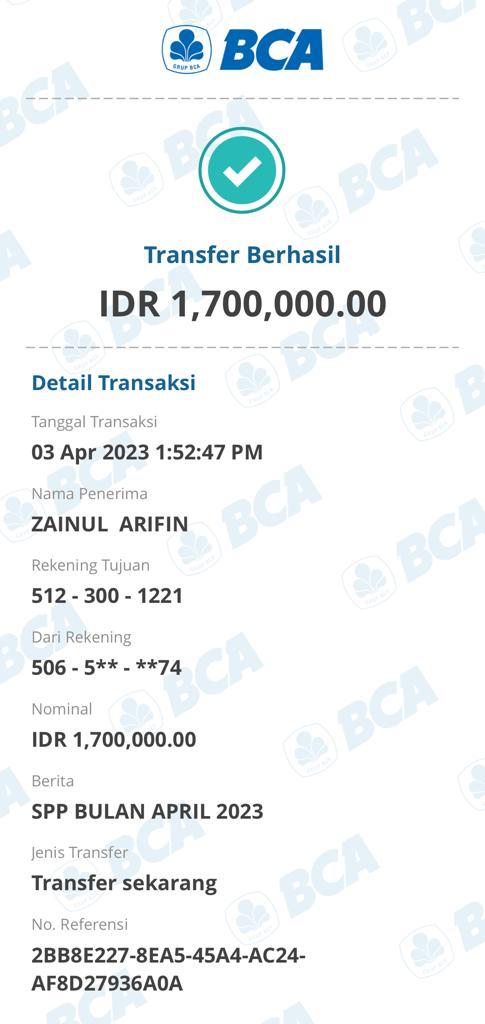 GRUP BCA
BCA
Transfer Berhasil
IDR 1,700,000.00
Detail Transaksi
Tanggal Transaksi
03 Apr 2023 1:52:47 PM
Nama Penerima
ZAINUL  ARIFIN
Rekening Tujuan
512 - 300 - 1221
Dari Rekening
506 - 5** - **74
Nominal
IDR 1,700,000.00
Berita
SPP BULAN APRIL 2023
Jenis Transfer
Transfer sekarang
No. Referensi
2BB8E227-8EA5-45A4-AC24-
AF8D27936A0A